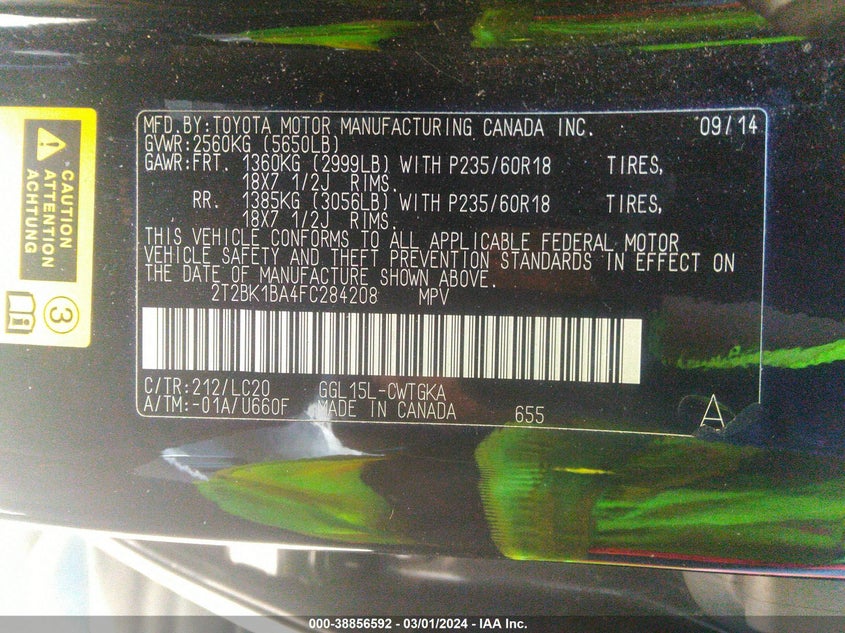 MFD.BY:TOYOTA MOTOR MANUFACTURING CANADA INC. 09/14
GVWR:2560KG (5650LB)
GAWR:FRT. 1360KG (2999LB) WITH P235/60R18 TIRES,
18X7 1/2J RIMS.
RR. 1385KG (3056LB) WITH P235/60R18 TIRES,
18X7 1/2J RIMS.
THIS VEHICLE CONFORMS TO ALL APPLICABLE FEDERAL MOTOR
VEHICLE SAFETY AND THEFT PREVENTION STANDARDS IN EFFECT ON
THE DATE OF MANUFACTURE SHOWN ABOVE.
2T2BK1BA4FC284208 MPV
C/TR:212/LC20 GGL15L-CWTGKA
A/TM:-01A/U660F MADE IN CANADA 655
A
CAUTION
ATTENTION
ACHTUNG
3
000-38856592 - 03/01/2024 - IAA Inc.